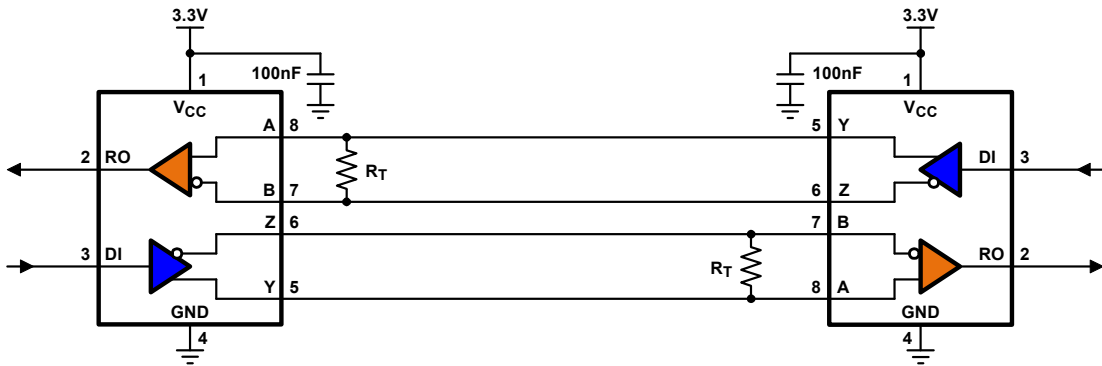 3.3V 3.3V
100nF 1 100nF 1
VCC VCC
A 8 5 Y
2 RO RT DI 3
B 7 6 Z
Z 6 7 B
3 DI RT RO 2
Y 5 8 A
GND GND
4 4